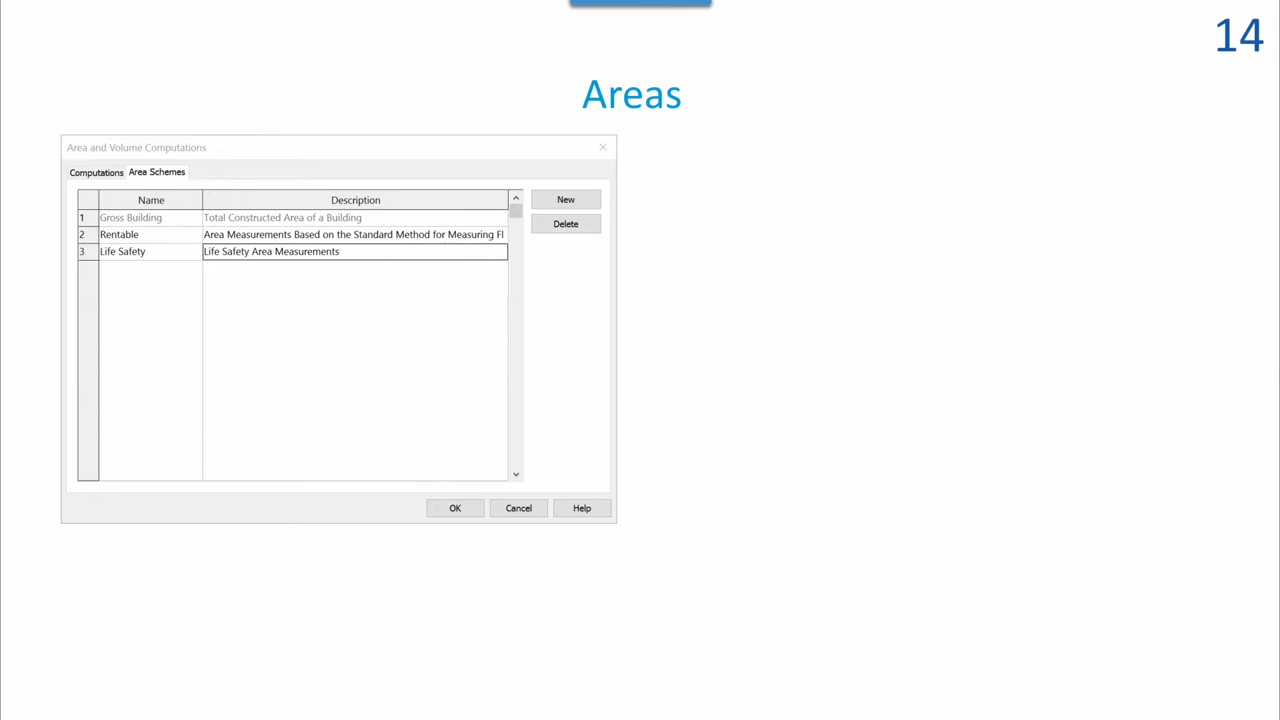 14
Areas
Area and Volume Computations
Computations Area Schemes
Name Description
1 Gross Building Total Constructed Area of a Building
2 Rentable Area Measurements Based on the Standard Method for Measuring Fl
3 Life Safety Life Safety Area Measurements
New
Delete
OK Cancel Help